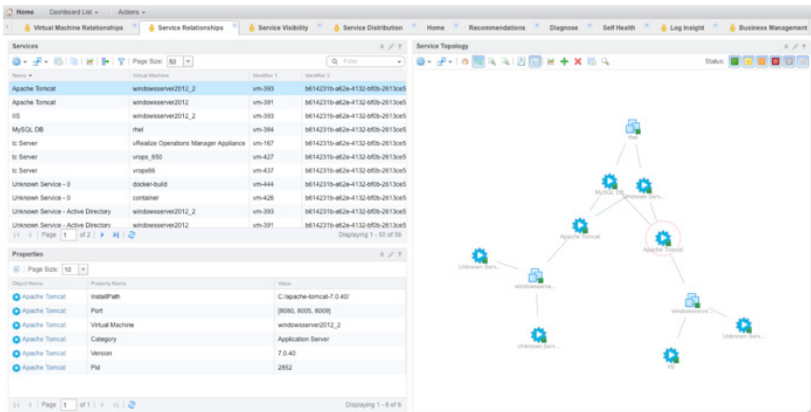 Home Dashboard List Actions
Virtual Machine Relationships Service Relationships Service Visibility Service Distribution Home Recommendations Diagnose Self Health Log Insight Business Management
Services
Page Size: 50 Filter
Name Virtual Machine Identifier 1 Identifier 2
Apache Tomcat windowsserver2012_2 vm-393 b614231b-a62e-4132-bf0b-2613ce5
Apache Tomcat windowsserver2012 vm-391 b614231b-a62e-4132-bf0b-2613ce5
IIS windowsserver2012_2 vm-393 b614231b-a62e-4132-bf0b-2613ce5
MySQL DB rhel vm-384 b614231b-a62e-4132-bf0b-2613ce5
tc Server vRealize Operations Manager Appliance vm-167 b614231b-a62e-4132-bf0b-2613ce5
tc Server vrops_650 vm-427 b614231b-a62e-4132-bf0b-2613ce5
tc Server vrops66 vm-437 b614231b-a62e-4132-bf0b-2613ce5
Unknown Service - 0 docker-build vm-444 b614231b-a62e-4132-bf0b-2613ce5
Unknown Service - 0 container vm-426 b614231b-a62e-4132-bf0b-2613ce5
Unknown Service - Active Directory windowsserver2012_2 vm-393 b614231b-a62e-4132-bf0b-2613ce5
Unknown Service - Active Directory windowsserver2012 vm-391 b614231b-a62e-4132-bf0b-2613ce5
Page 1 of 2 Displaying 1 - 50 of 56
Properties
Page Size: 10
Object Name Property Name Value
Apache Tomcat InstallPath C:/apache-tomcat-7.0.40/
Apache Tomcat Port [8080, 8005, 8009]
Apache Tomcat Virtual Machine windowsserver2012_2
Apache Tomcat Category Application Server
Apache Tomcat Version 7.0.40
Apache Tomcat Pid 2852
Page 1 of 1 Displaying 1 - 6 of 6
Service Topology
Status:
rhel
MySQL DB Unknown Serv...
Apache Tomcat
Apache Tomcat
Unknown Serv...
windowsserve...
windowsserve...
Unknown Serv...
Unknown Serv...
IIS